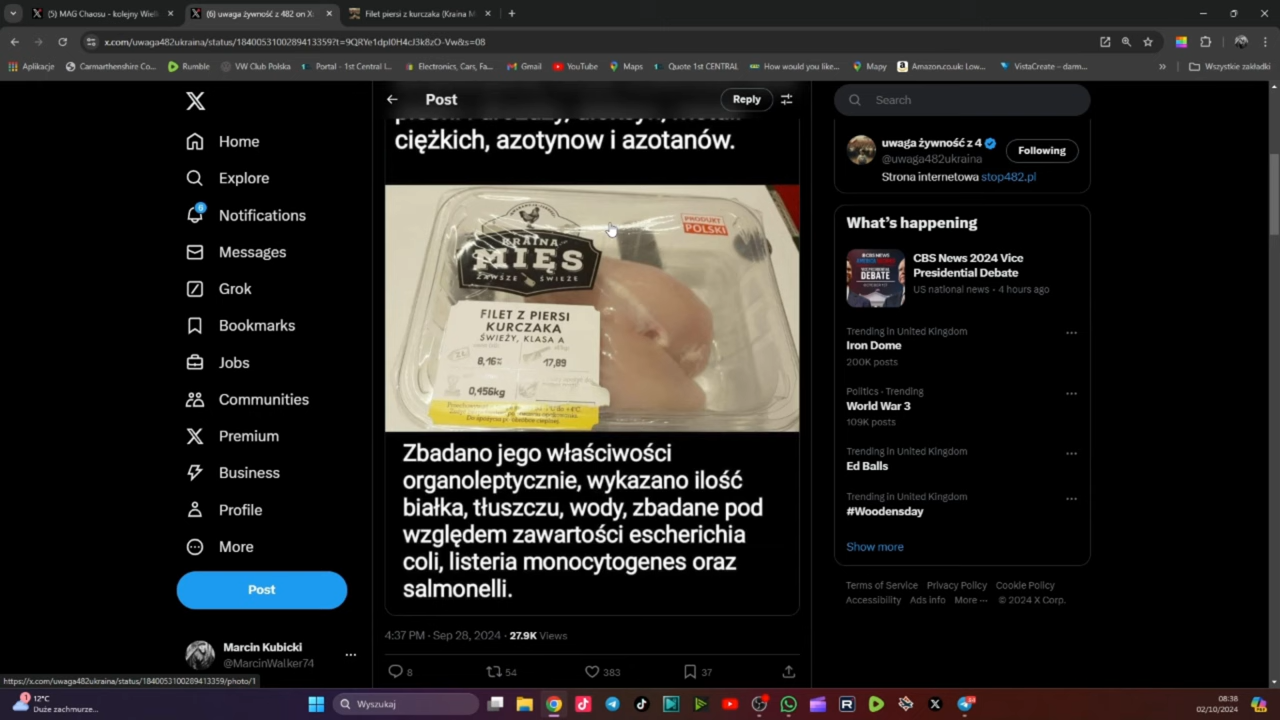 (5) MAG Chaosu - kolejny Wiel
(6) uwaga żywność z 482 on X:
Filet piersi z kurczaka (Kraina M
x.com/uwaga482ukraina/status/1840053100289413359?t=9QRYe1dpI0H4cJ3k8zO-Vw&s=08
Aplikacje
Carmarthenshire Co...
Rumble
VW Club Polska
Portal - 1st Central I...
Electronics, Cars, Fa...
Gmail
YouTube
Maps
Quote 1st CENTRAL
How would you like...
Mapy
Amazon.co.uk: Low...
VistaCreate – darm...
Wszystkie zakładki
Home
Explore
6
Notifications
Messages
Grok
Bookmarks
Jobs
Communities
Premium
Business
Profile
More
Post
Marcin Kubicki
@MarcinWalker74
https://x.com/uwaga482ukraina/status/1840053100289413359/photo/1
Post
Reply
ciężkich, azotynow i azotanów.
KRAINA
MIĘS
ZAWSZE ŚWIEŻE
PRODUKT
POLSKI
FILET Z PIERSI
KURCZAKA
ŚWIEŻY, KLASA A
17,89
0,456kg
Zbadano jego właściwości
organoleptycznie, wykazano ilość
białka, tłuszczu, wody, zbadane pod
względem zawartości escherichia
coli, listeria monocytogenes oraz
salmonelli.
4:37 PM · Sep 28, 2024 · 27.9K Views
8
54
383
37
Search
uwaga żywność z 4
@uwaga482ukraina
Following
Strona internetowa stop482.pl
What's happening
CBS News 2024 Vice
Presidential Debate
US national news · 4 hours ago
Trending in United Kingdom
Iron Dome
200K posts
Politics · Trending
World War 3
109K posts
Trending in United Kingdom
Ed Balls
Trending in United Kingdom
#Woodensday
Show more
Terms of Service Privacy Policy Cookie Policy
Accessibility Ads info More ··· © 2024 X Corp.
12°C
Duże zachmurze...
Wyszukaj
08:38
02/10/2024